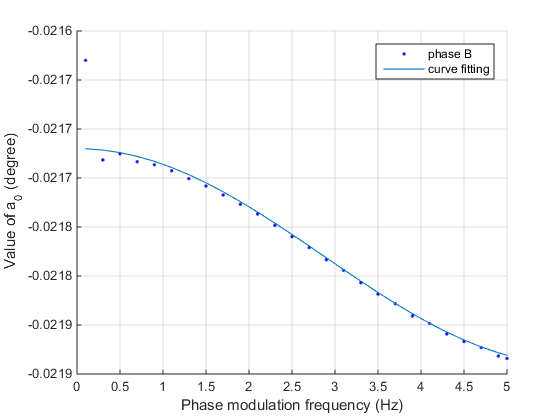 -0.0216
-0.0217
-0.0217
-0.0217
-0.0218
-0.0218
-0.0219
-0.0219
0 0.5 1 1.5 2 2.5 3 3.5 4 4.5 5
Value of a0 (degree)
Phase modulation frequency (Hz)
phase B
curve fitting